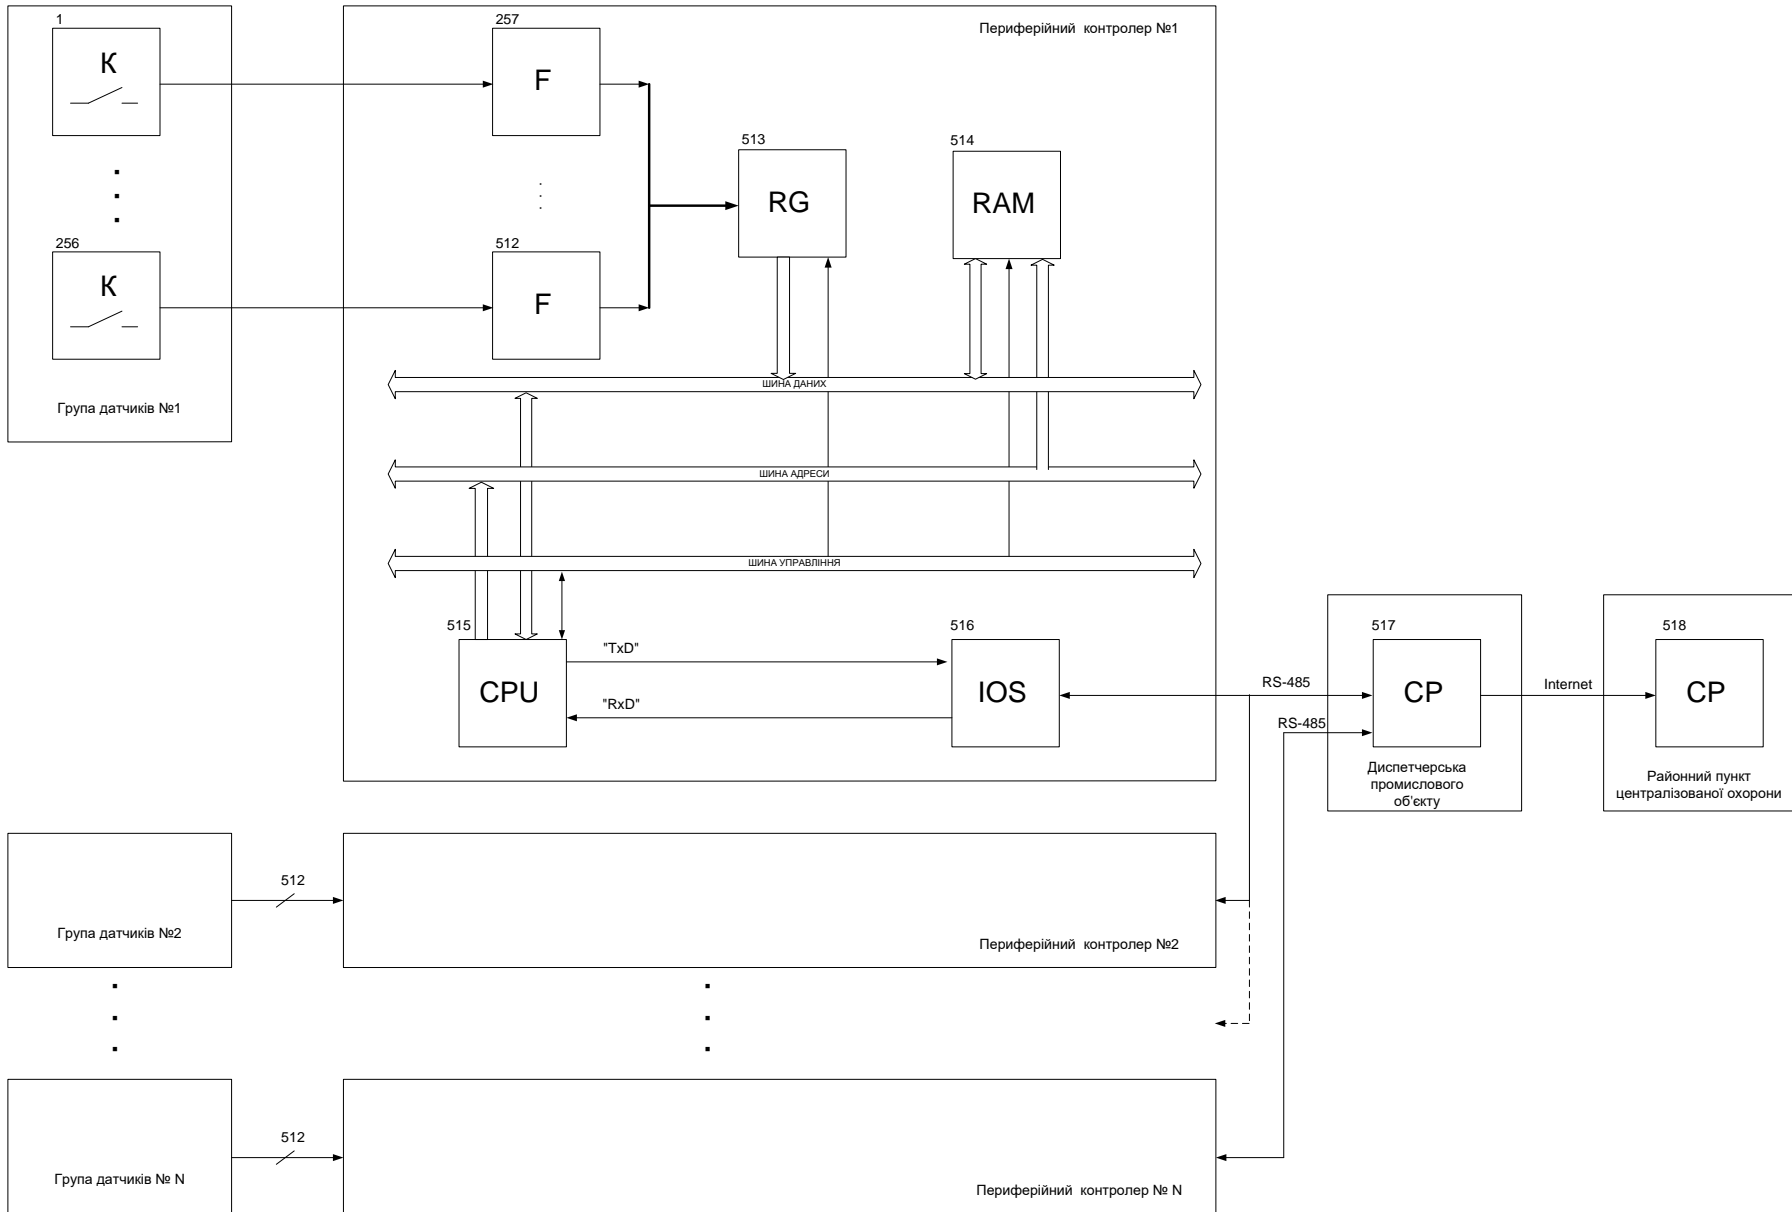 1
К
256
К
Група датчиків №1
Периферійний контролер №1
257
F
512
F
513
RG
514
RAM
ШИНА ДАНИХ
ШИНА АДРЕСИ
ШИНА УПРАВЛІННЯ
515
CPU
"TxD"
"RxD"
516
IOS
RS-485
RS-485
517
CP
Диспетчерська
промислового
об'єкту
Internet
518
CP
Районний пункт
централізованої охорони
Група датчиків №2
512
Периферійний контролер №2
Група датчиків № N
512
Периферійний контролер № N